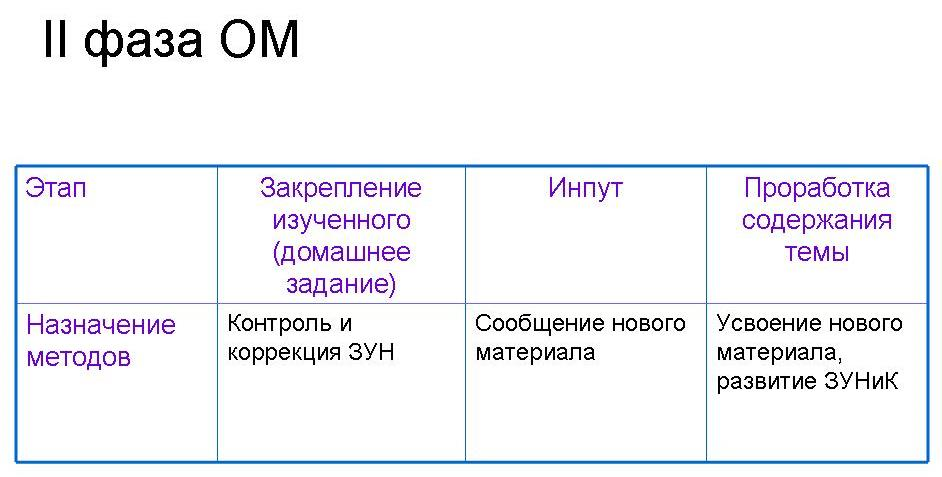 II фаза ОМ
Этап
Закрепление
изученного
(домашнее
задание)
Инпут
Проработка
содержания
темы
Назначение
методов
Контроль и
коррекция ЗУН
Сообщение нового
материала
Усвоение нового
материала,
развитие ЗУНиК